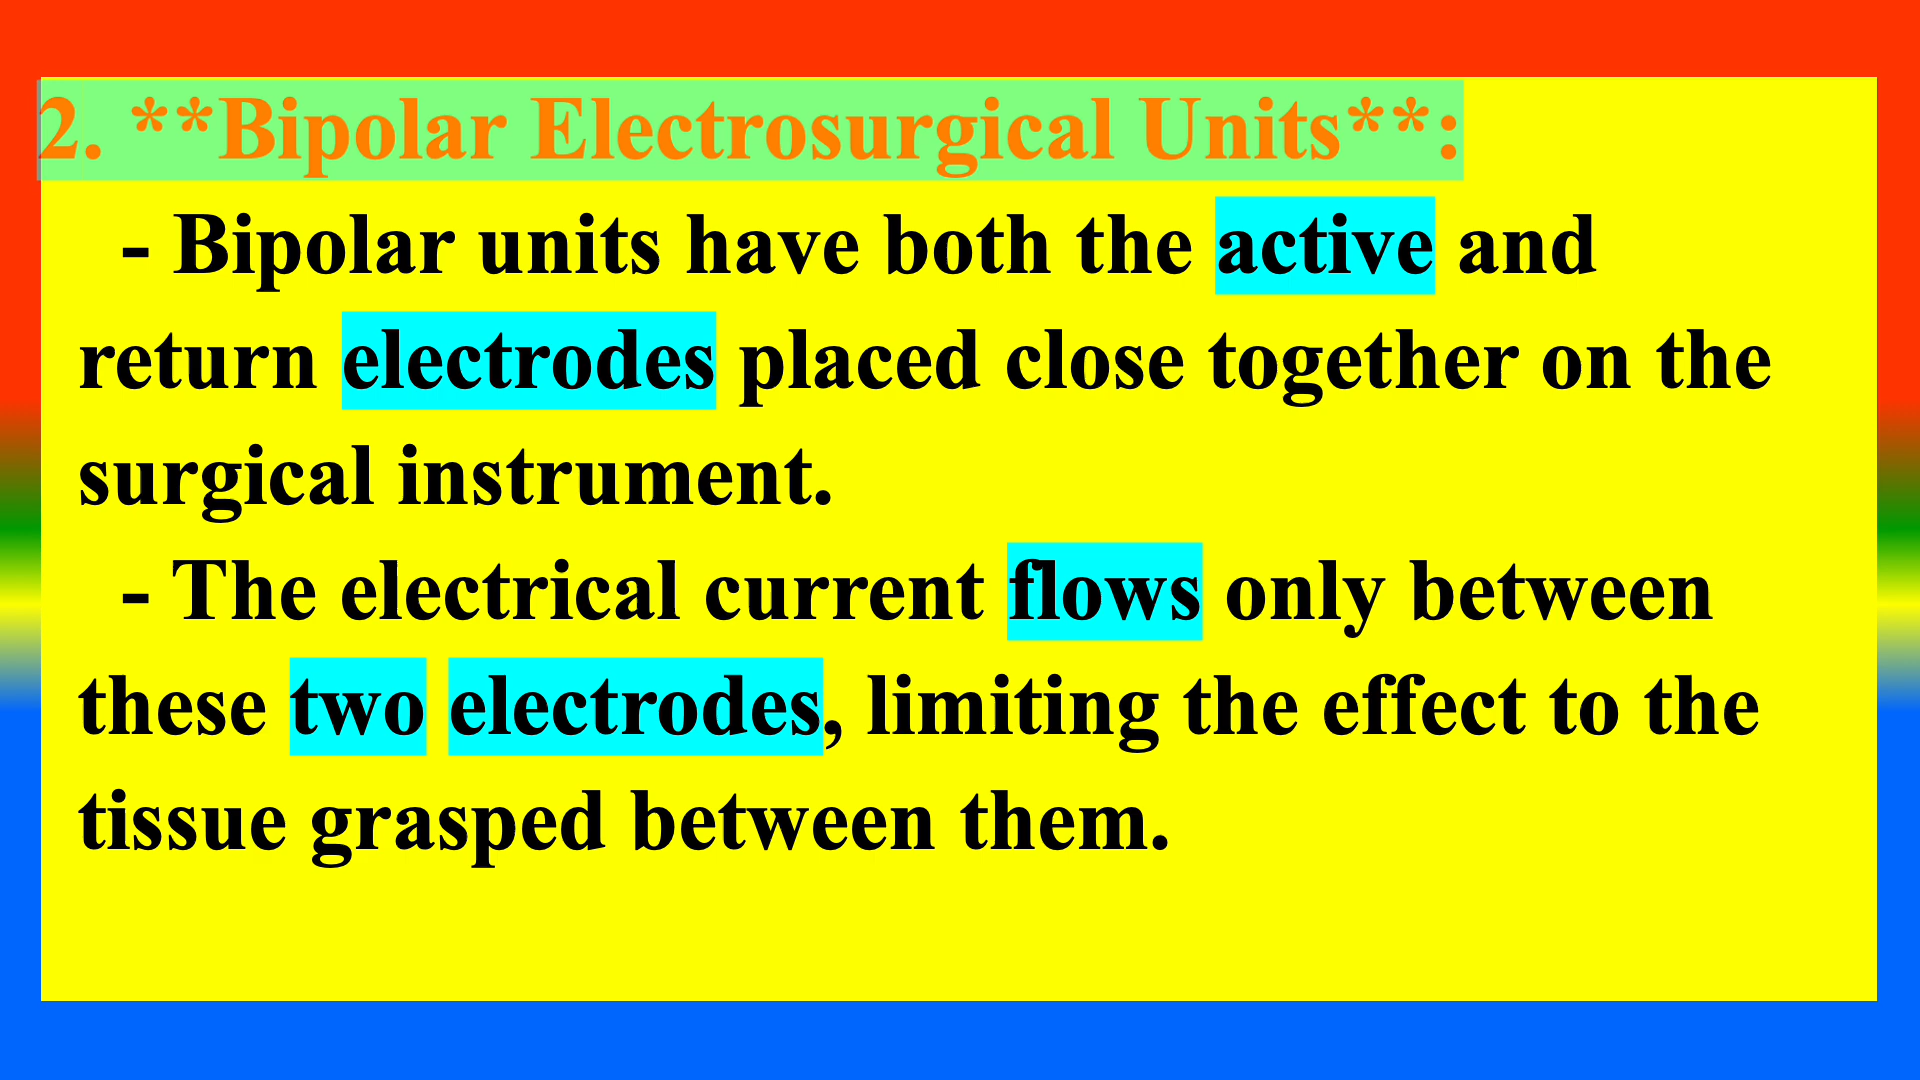 2. **Bipolar Electrosurgical Units**:
- Bipolar units have both the active and
return electrodes placed close together on the
surgical instrument.
- The electrical current flows only between
these two electrodes, limiting the effect to the
tissue grasped between them.